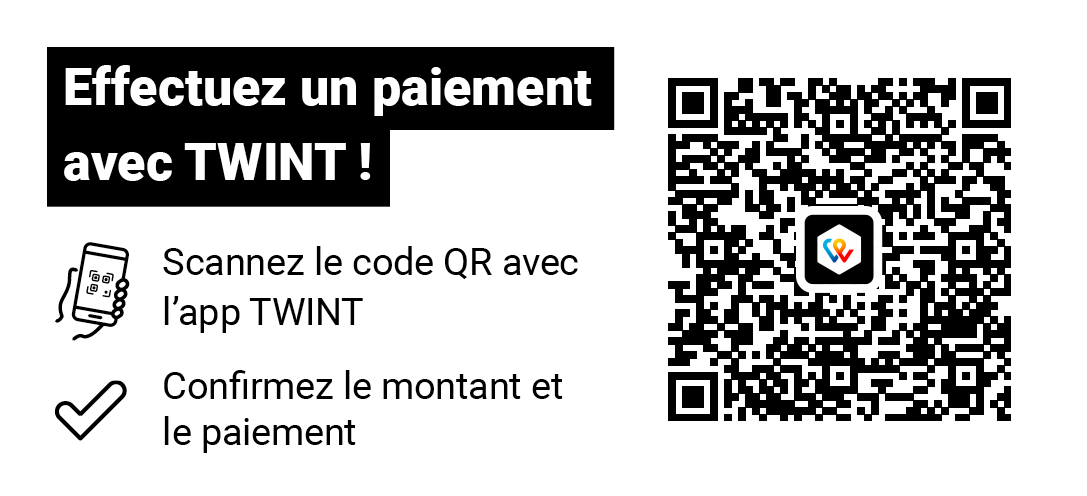 Effectuez un paiement
avec TWINT !
Scannez le code QR avec
l’app TWINT
Confirmez le montant et
le paiement